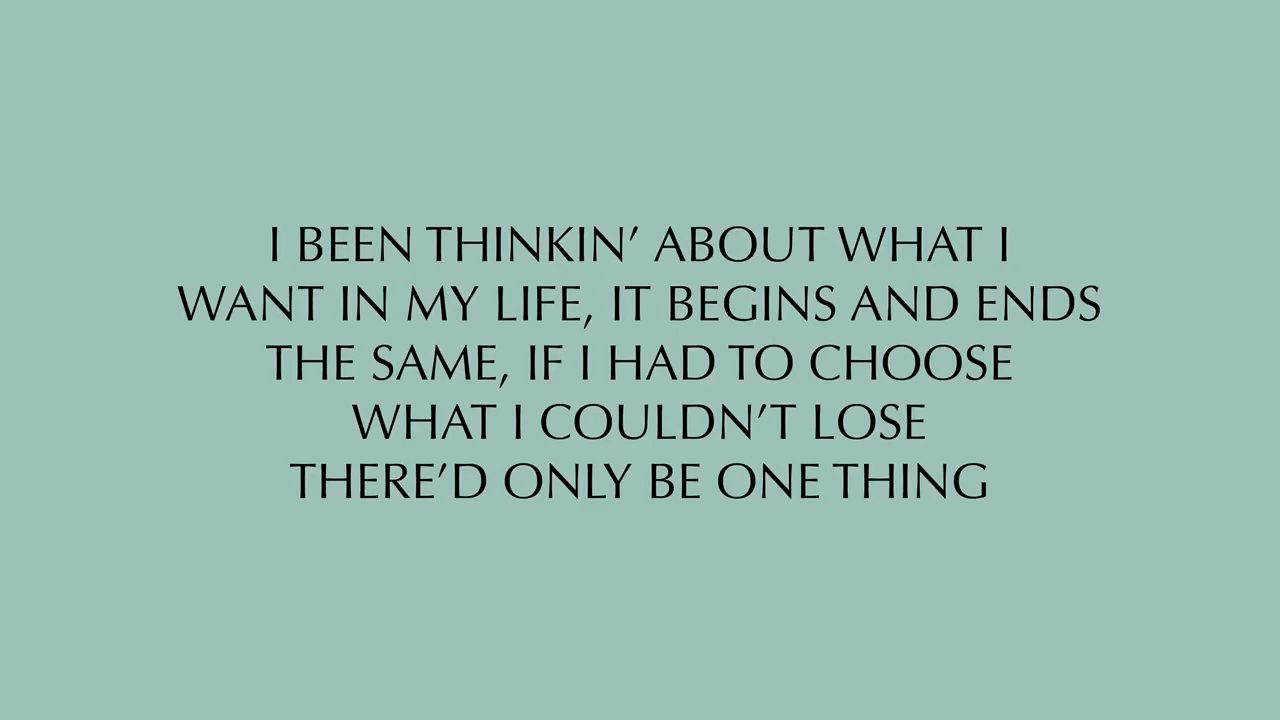 I BEEN THINKIN’ ABOUT WHAT I
WANT IN MY LIFE, IT BEGINS AND ENDS
THE SAME, IF I HAD TO CHOOSE
WHAT I COULDN’T LOSE
THERE’D ONLY BE ONE THING